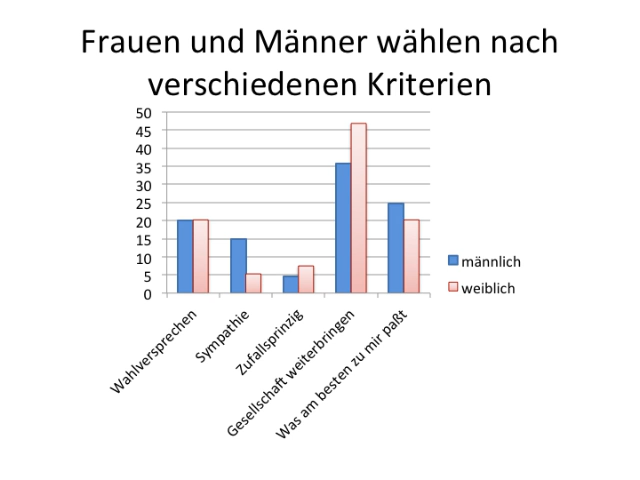 Frauen und Männer wählen nach
verschiedenen Kriterien
50
45
40
35
30
25
20
15
10
5
0
männlich
weiblich
Wahlversprechen
Sympathie
Zufallsprinzig
Gesellschaft weiterbringen
Was am besten zu mir paßt